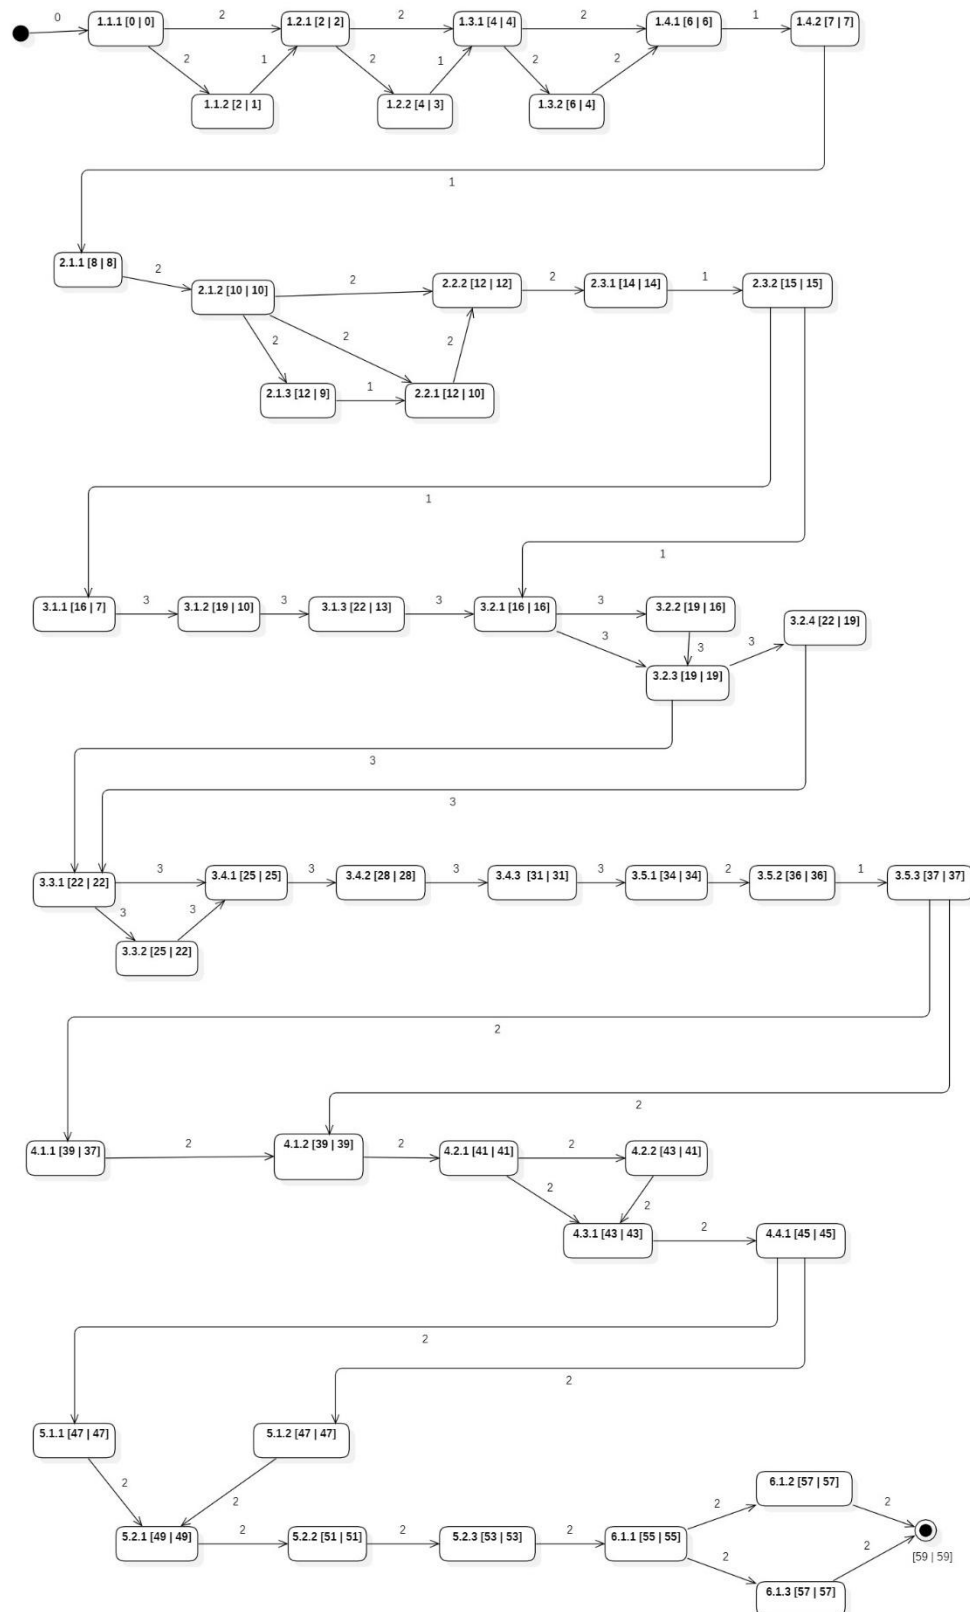 0
1.1.1 [0 | 0]
2
1.2.1 [2 | 2]
2
1.3.1 [4 | 4]
2
1.4.1 [6 | 6]
1
1.4.2 [7 | 7]
2
1
2
1
2
2
1.1.2 [2 | 1]
1.2.2 [4 | 3]
1.3.2 [6 | 4]
1
2.1.1 [8 | 8]
2
2.1.2 [10 | 10]
2
2.2.2 [12 | 12]
2
2.3.1 [14 | 14]
1
2.3.2 [15 | 15]
2
2
2
2.1.3 [12 | 9]
1
2.2.1 [12 | 10]
1
1
3.1.1 [16 | 7]
3
3.1.2 [19 | 10]
3
3.1.3 [22 | 13]
3
3.2.1 [16 | 16]
3
3.2.2 [19 | 16]
3.2.4 [22 | 19]
3
3
3
3.2.3 [19 | 19]
3
3
3.3.1 [22 | 22]
3
3.4.1 [25 | 25]
3
3.4.2 [28 | 28]
3
3.4.3 [31 | 31]
3
3.5.1 [34 | 34]
2
3.5.2 [36 | 36]
1
3.5.3 [37 | 37]
3
3
3.3.2 [25 | 22]
2
2
4.1.1 [39 | 37]
2
4.1.2 [39 | 39]
2
4.2.1 [41 | 41]
2
4.2.2 [43 | 41]
2
2
4.3.1 [43 | 43]
2
4.4.1 [45 | 45]
2
2
5.1.1 [47 | 47]
5.1.2 [47 | 47]
2
2
5.2.1 [49 | 49]
2
5.2.2 [51 | 51]
2
5.2.3 [53 | 53]
2
6.1.1 [55 | 55]
2
6.1.2 [57 | 57]
2
2
6.1.3 [57 | 57]
2
[59 | 59]